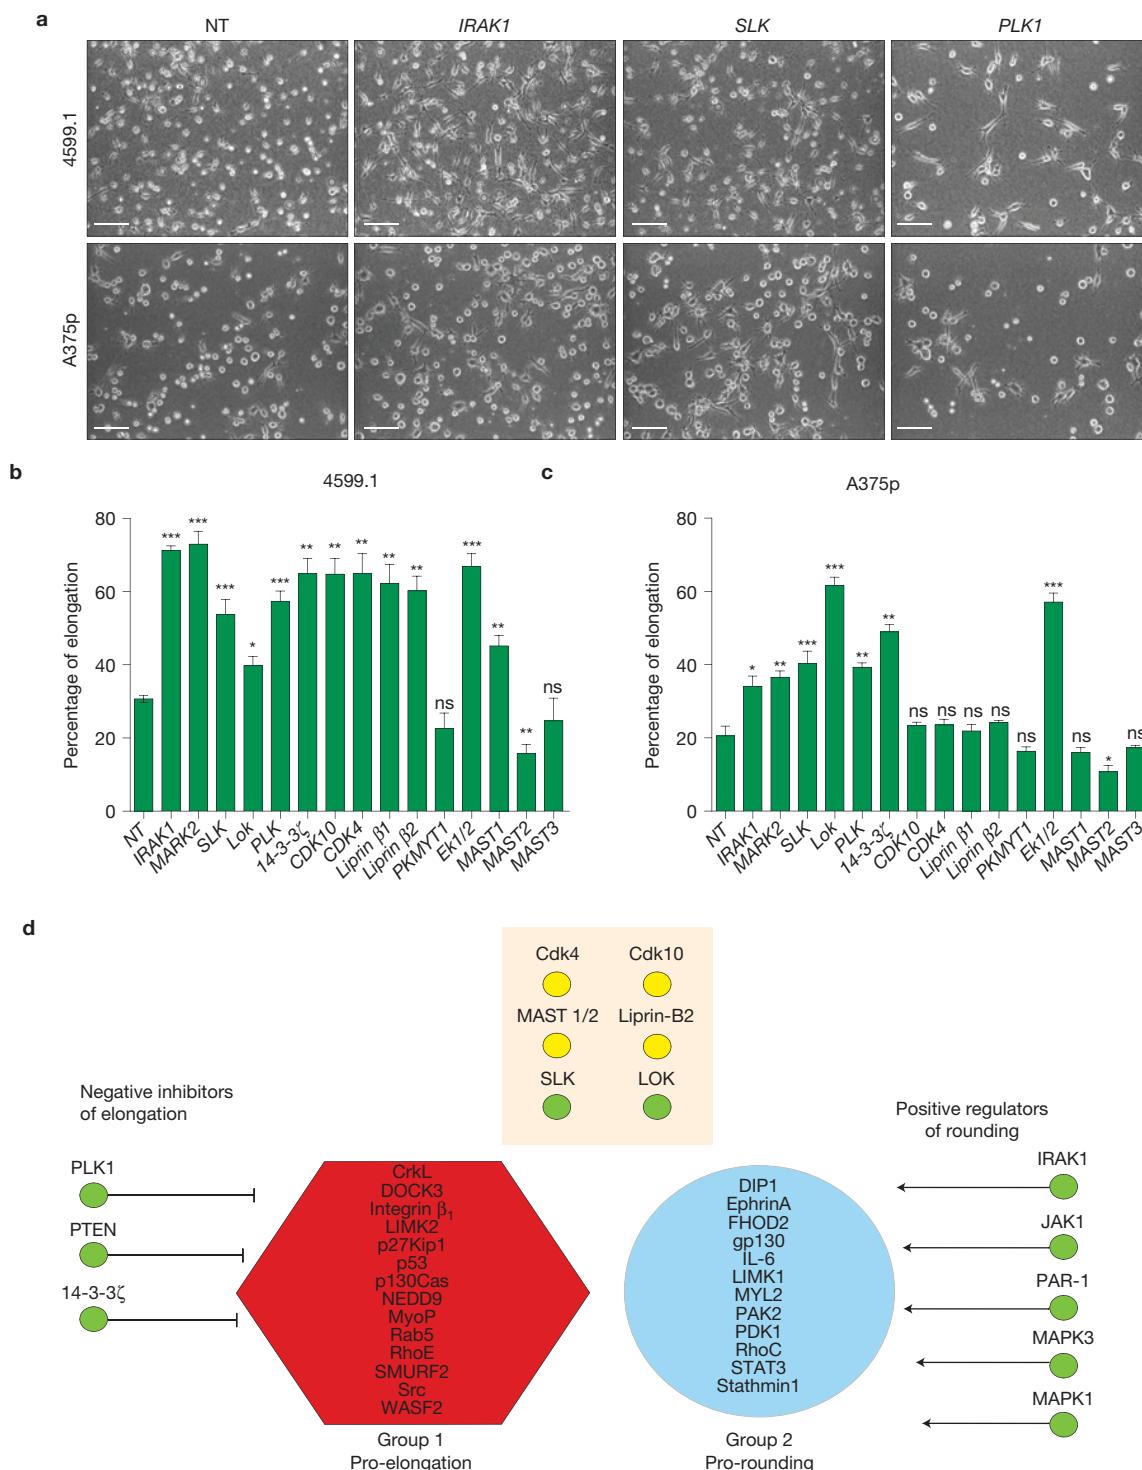 a
NT
IRAK1
SLK
PLK1
4599.1
A375p
b
4599.1
Percentage of elongation
80
60
40
20
0
***
***
***
*
***
**
**
**
**
**
ns
***
**
**
ns
NT
IRAK1
MARK2
SLK
Lok
PLK
14-3-3ζ
CDK10
CDK4
Liprin β1
Liprin β2
PKMYT1
Ek1/2
MAST1
MAST2
MAST3
c
A375p
Percentage of elongation
80
60
40
20
0
*
**
***
***
**
**
ns
ns
ns
ns
ns
***
ns
*
ns
NT
IRAK1
MARK2
SLK
Lok
PLK
14-3-3ζ
CDK10
CDK4
Liprin β1
Liprin β2
PKMYT1
Ek1/2
MAST1
MAST2
MAST3
d
Cdk4
Cdk10
MAST 1/2
Liprin-B2
SLK
LOK
Negative inhibitors
of elongation
PLK1
PTEN
14-3-3ζ
CrkL
DOCK3
Integrin β1
LIMK2
p27Kip1
p53
p130Cas
NEDD9
MyoP
Rab5
RhoE
SMURF2
Src
WASF2
Group 1
Pro-elongation
DIP1
EphrinA
FHOD2
gp130
IL-6
LIMK1
MYL2
PAK2
PDK1
RhoC
STAT3
Stathmin1
Group 2
Pro-rounding
Positive regulators
of rounding
IRAK1
JAK1
PAR-1
MAPK3
MAPK1